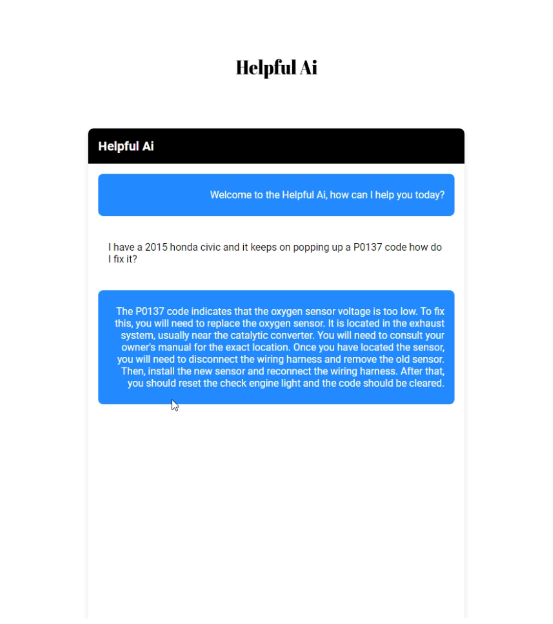 Helpful Ai
Helpful Ai
Welcome to the Helpful Ai, how can I help you today?
I have a 2015 honda civic and it keeps on popping up a P0137 code how do
I fix it?
The P0137 code indicates that the oxygen sensor voltage is too low. To fix
this, you will need to replace the oxygen sensor. It is located in the exhaust
system, usually near the catalytic converter. You will need to consult your
owner's manual for the exact location. Once you have located the sensor,
you will need to disconnect the wiring harness and remove the old sensor.
Then, install the new sensor and reconnect the wiring harness. After that,
you should reset the check engine light and the code should be cleared.